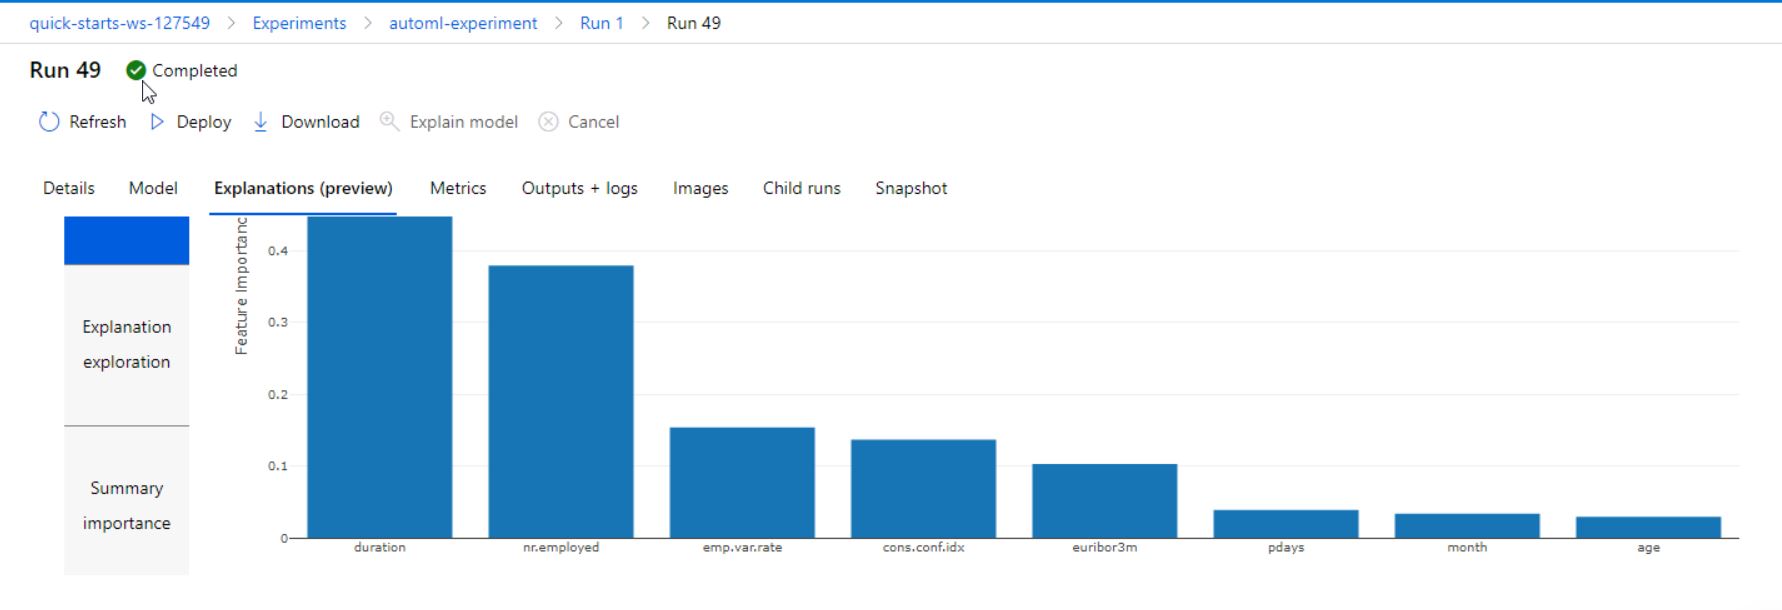 quick-starts-ws-127549 > Experiments > automl-experiment > Run 1 > Run 49
Run 49 Completed
Refresh Deploy Download Explain model Cancel
Details Model Explanations (preview) Metrics Outputs + logs Images Child runs Snapshot
Explanation
exploration
Summary
importance
Feature Importanc
0.4
0.3
0.2
0.1
0
duration nr.employed emp.var.rate cons.conf.idx euribor3m pdays month age